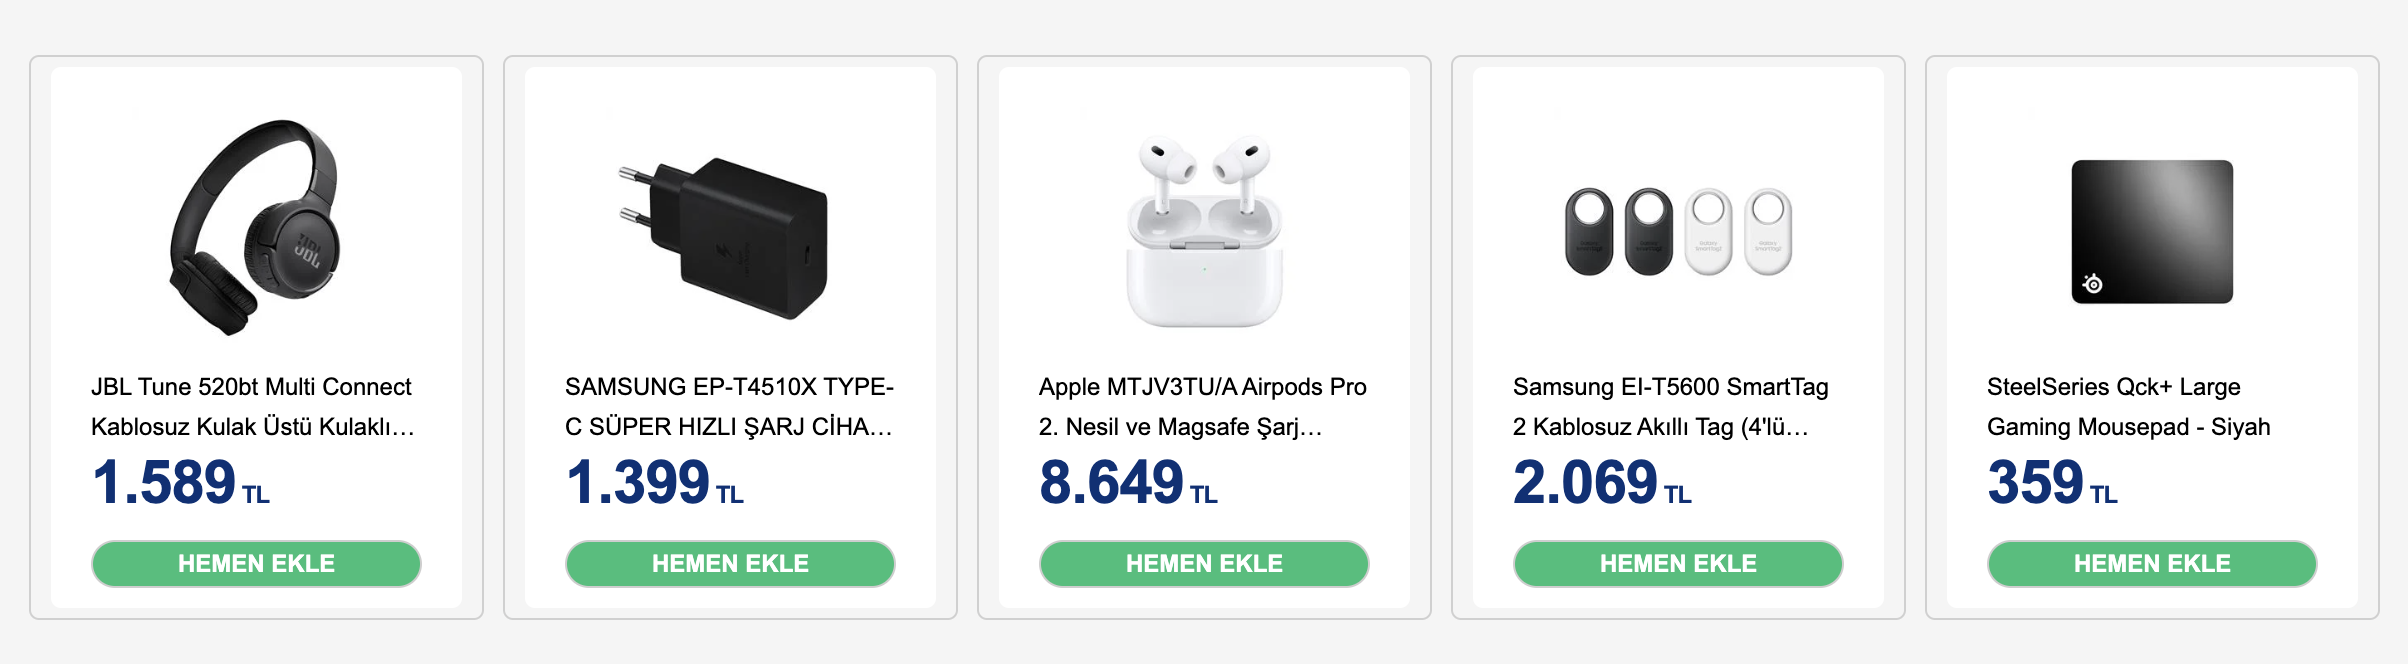 JBL
JBL Tune 520bt Multi Connect
Kablosuz Kulak Üstü Kulaklı...
1.589 TL
HEMEN EKLE
SAMSUNG EP-T4510X TYPE-
C SÜPER HIZLI ŞARJ CİHA...
1.399 TL
HEMEN EKLE
Apple MTJV3TU/A Airpods Pro
2. Nesil ve Magsafe Şarj...
8.649 TL
HEMEN EKLE
Samsung EI-T5600 SmartTag
2 Kablosuz Akıllı Tag (4'lü...
2.069 TL
HEMEN EKLE
SteelSeries Qck+ Large
Gaming Mousepad - Siyah
359 TL
HEMEN EKLE